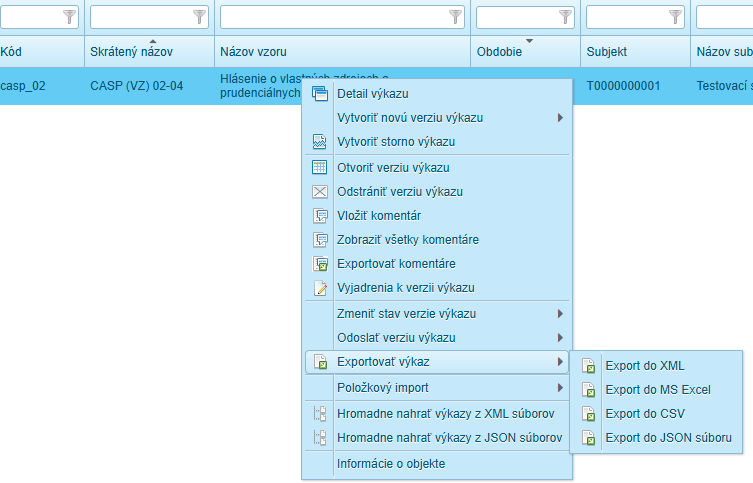 Kód
Skrátený názov
Názov vzoru
Obdobie
Subjekt
Názov sub
casp_02
CASP (VZ) 02-04
Hlásenie o vlastných zdrojoch a
prudenciálnych
T0000000001
Testovací s
Detail výkazu
Vytvoriť novú verziu výkazu
Vytvoriť storno výkazu
Otvoriť verziu výkazu
Odstrániť verziu výkazu
Vložiť komentár
Zobraziť všetky komentáre
Exportovať komentáre
Vyjadrenia k verzii výkazu
Zmeniť stav verzie výkazu
Odoslať verziu výkazu
Exportovať výkaz
Položkový import
Hromadne nahrať výkazy z XML súborov
Hromadne nahrať výkazy z JSON súborov
Informácie o objekte
Export do XML
Export do MS Excel
Export do CSV
Export do JSON súboru